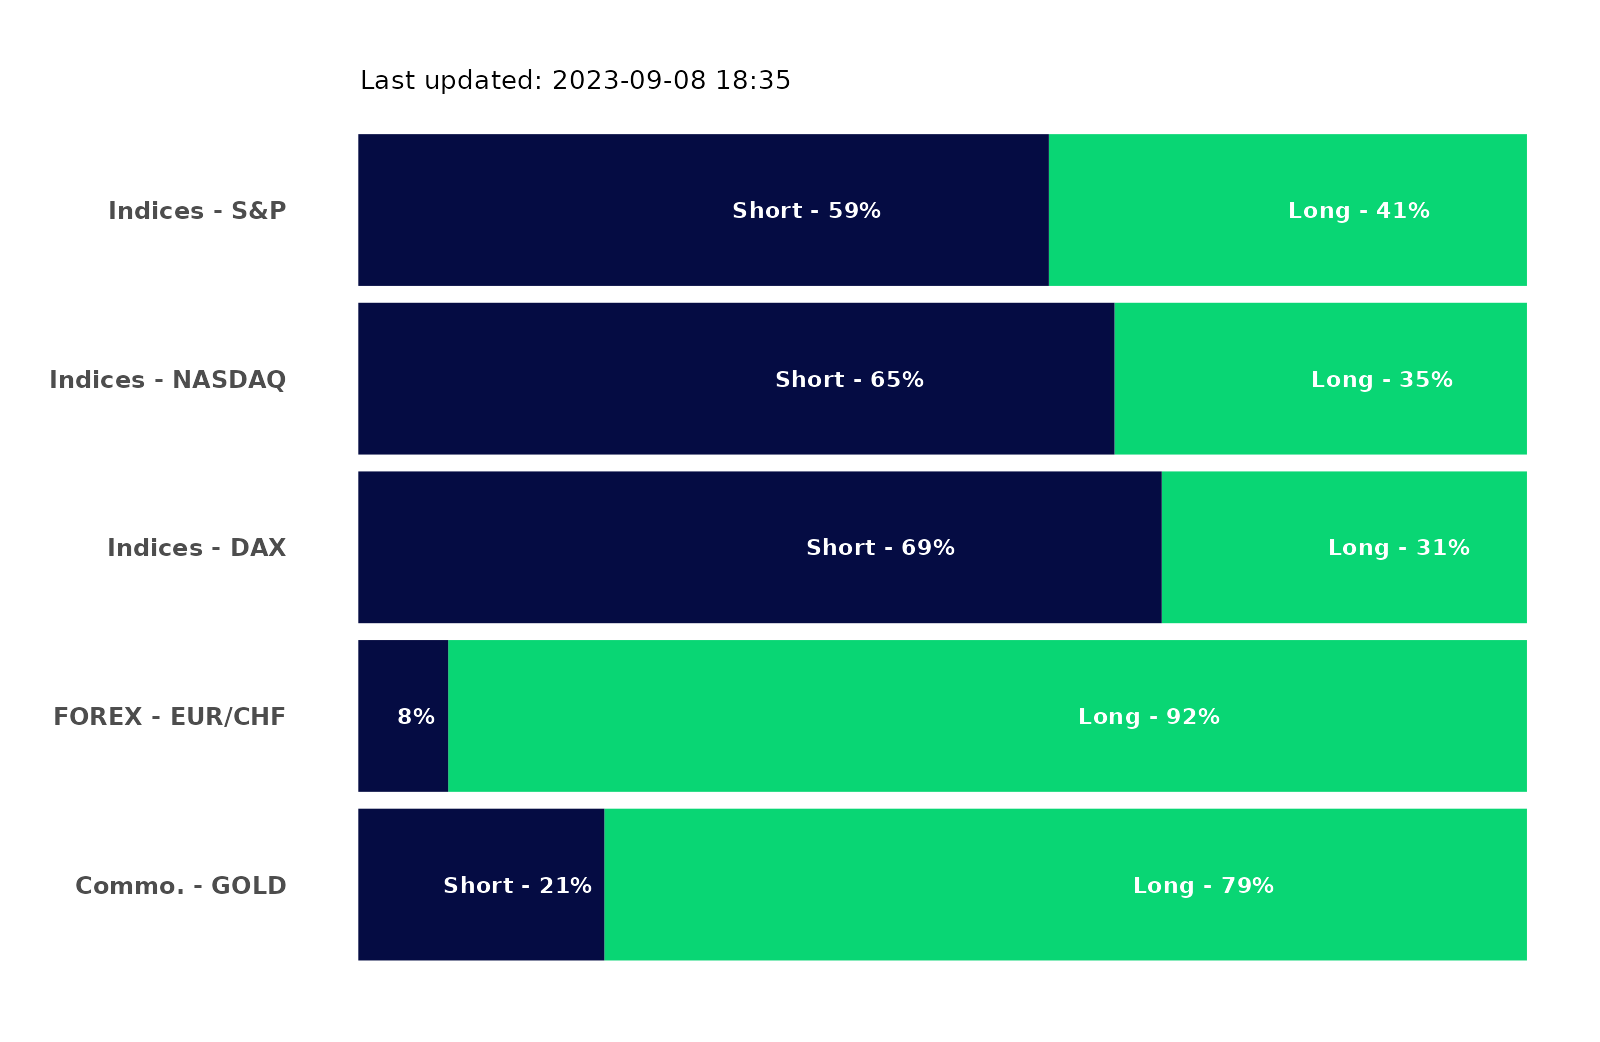 Last updated: 2023-09-08 18:35
Indices - S&P Short - 59% Long - 41%
Indices - NASDAQ Short - 65% Long - 35%
Indices - DAX Short - 69% Long - 31%
FOREX - EUR/CHF 8% Long - 92%
Commo. - GOLD Short - 21% Long - 79%